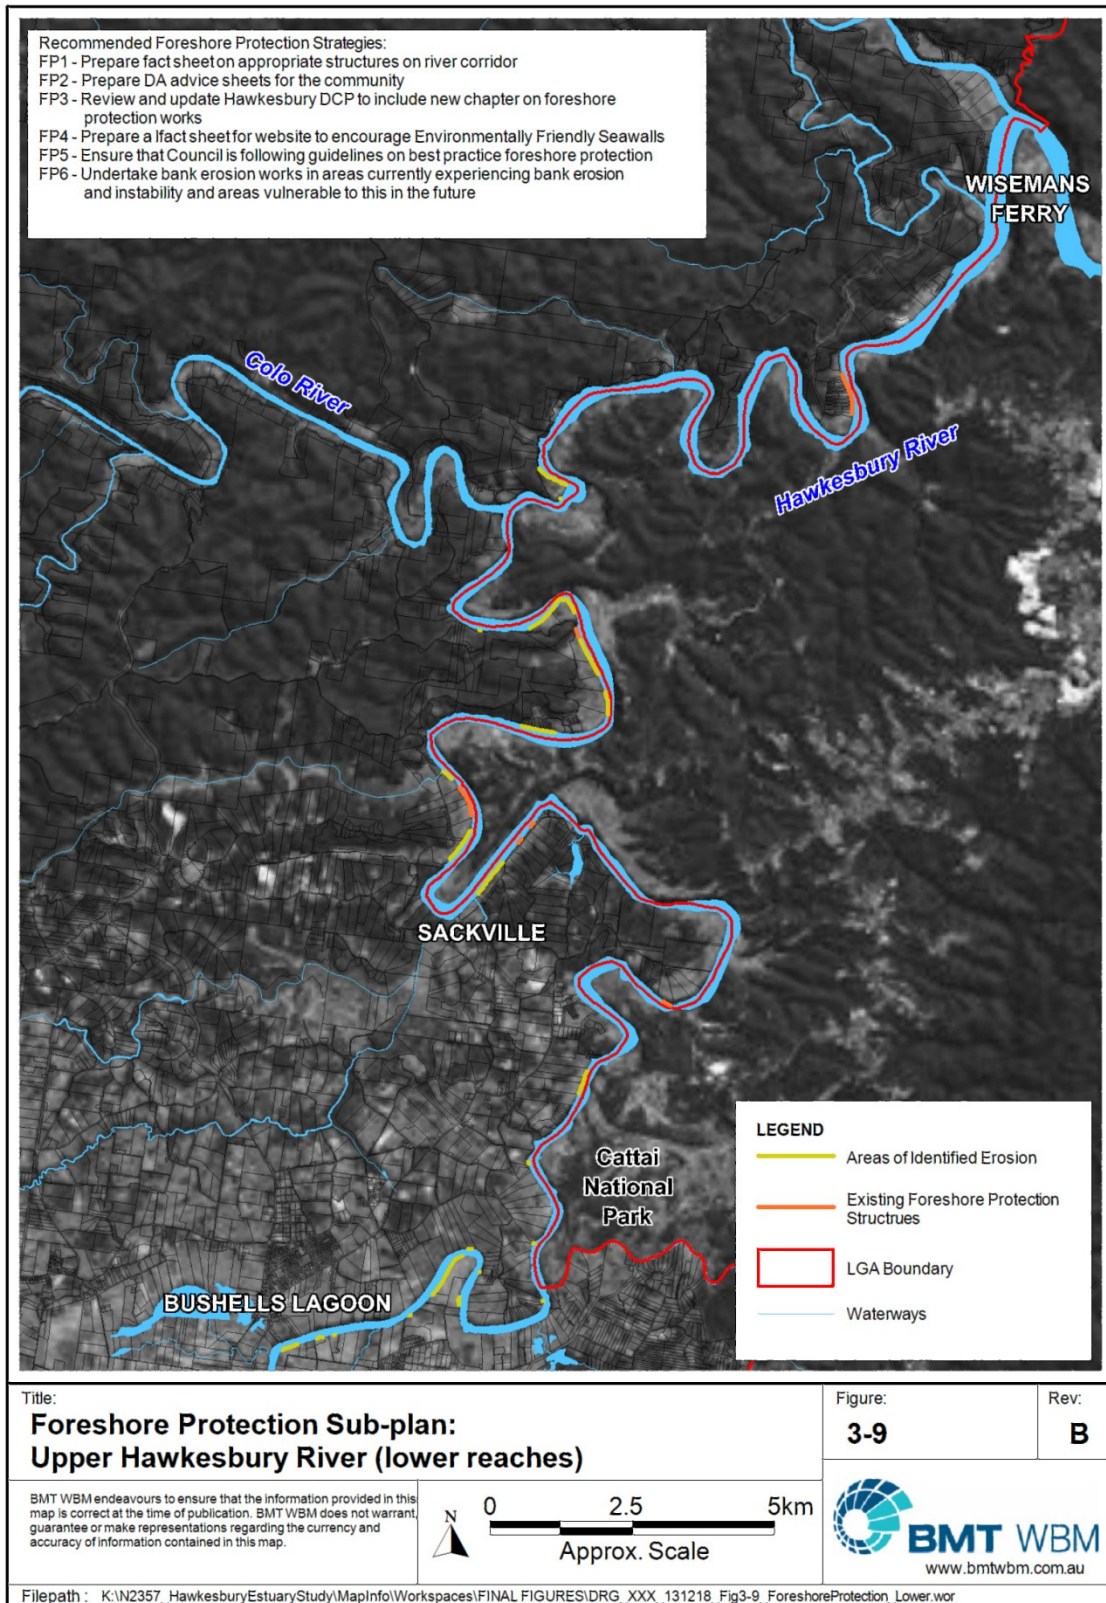 Recommended Foreshore Protection Strategies:
FP1 - Prepare fact sheet on appropriate structures on river corridor
FP2 - Prepare DA advice sheets for the community
FP3 - Review and update Hawkesbury DCP to include new chapter on foreshore
protection works
FP4 - Prepare a lfact sheet for website to encourage Environmentally Friendly Seawalls
FP5 - Ensure that Council is following guidelines on best practice foreshore protection
FP6 - Undertake bank erosion works in areas currently experiencing bank erosion
and instability and areas vulnerable to this in the future
WISEMANS
FERRY
Colo River
Hawkesbury River
SACKVILLE
Cattai
National
Park
BUSHELLS LAGOON
LEGEND
Areas of Identified Erosion
Existing Foreshore Protection
Structrues
LGA Boundary
Waterways
Title:
Foreshore Protection Sub-plan:
Upper Hawkesbury River (lower reaches)
Figure:
3-9
Rev:
B
BMT WBM endeavours to ensure that the information provided in this
map is correct at the time of publication. BMT WBM does not warrant,
guarantee or make representations regarding the currency and
accuracy of information contained in this map.
N
0 2.5 5km
Approx. Scale
BMT WBM
www.bmtwbm.com.au
Filepath : K:\N2357_HawkesburyEstuaryStudy\MapInfo\Workspaces\FINAL FIGURES\DRG_XXX_131218_Fig3-9_ForeshoreProtection_Lower.wor